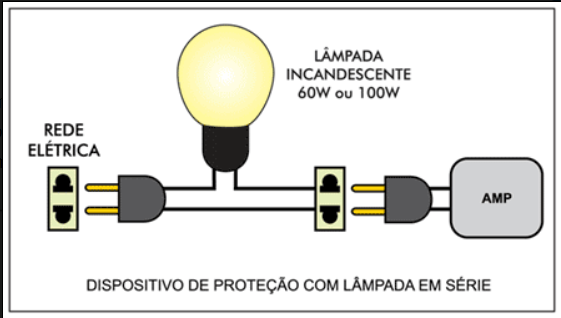 LÂMPADA
INCANDESCENTE
60W ou 100W
REDE
ELÉTRICA
AMP
DISPOSITIVO DE PROTEÇÃO COM LÂMPADA EM SÉRIE